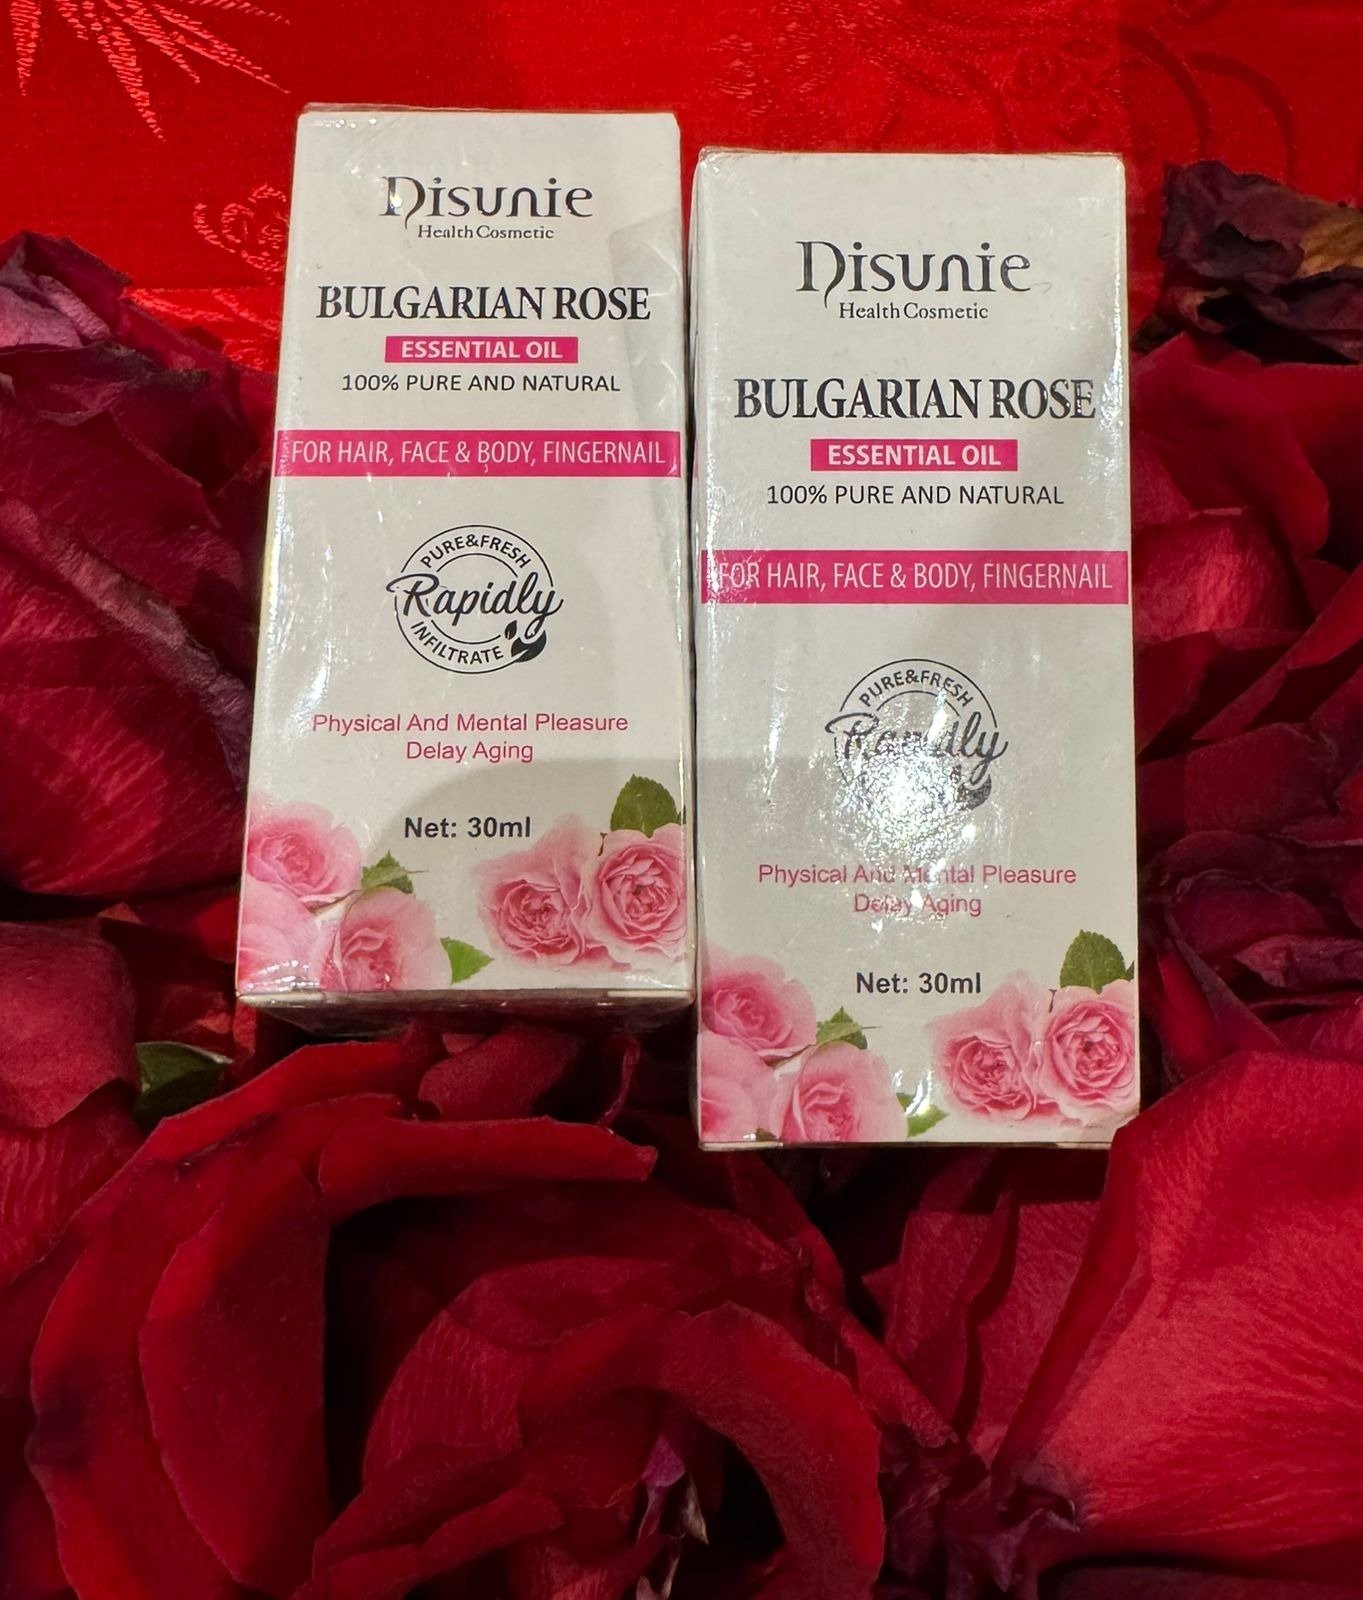 Disunie
Health Cosmetic
BULGARIAN ROSE
ESSENTIAL OIL
100% PURE AND NATURAL
FOR HAIR, FACE & BODY, FINGERNAIL
PURE&FRESH
Rapidly
INFILTRATE
Physical And Mental Pleasure
Delay Aging
Net: 30ml
Disunie
Health Cosmetic
BULGARIAN ROSE
ESSENTIAL OIL
100% PURE AND NATURAL
FOR HAIR, FACE & BODY, FINGERNAIL
PURE&FRESH
Rapidly
Physical And Mental Pleasure
Delay Aging
Net: 30ml